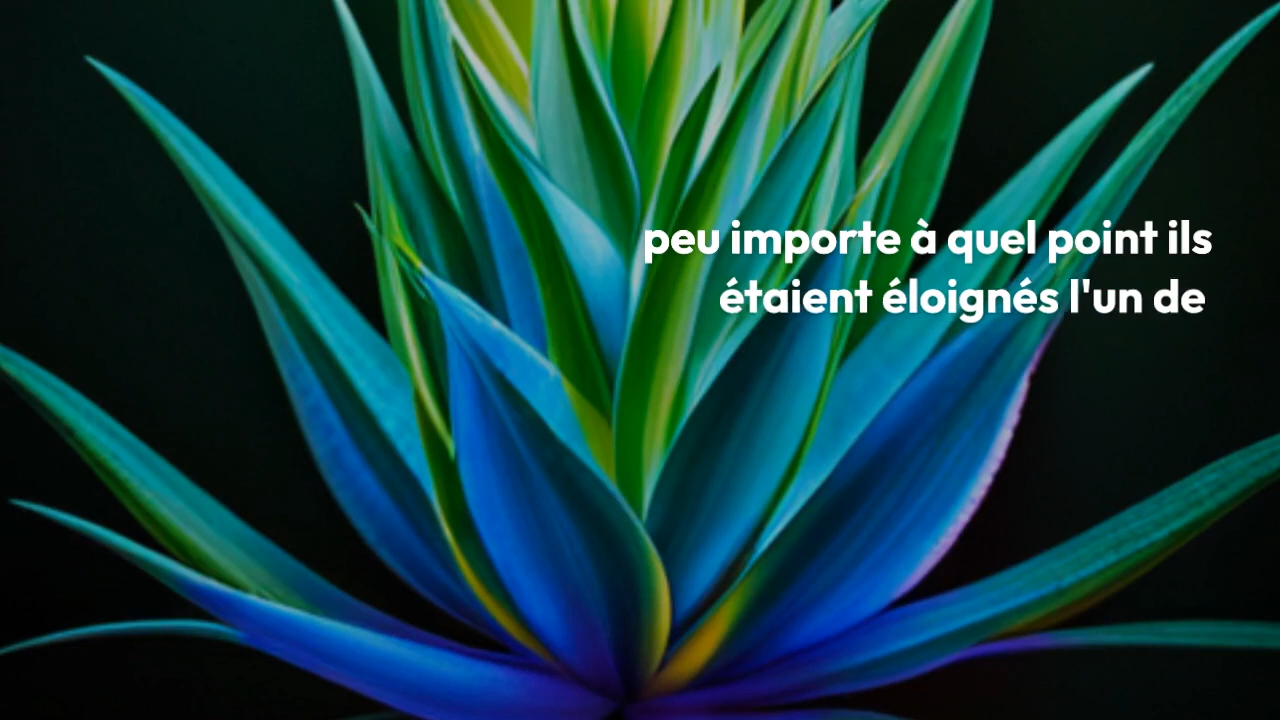 peu importe à quel point ils
étaient éloignés l'un de